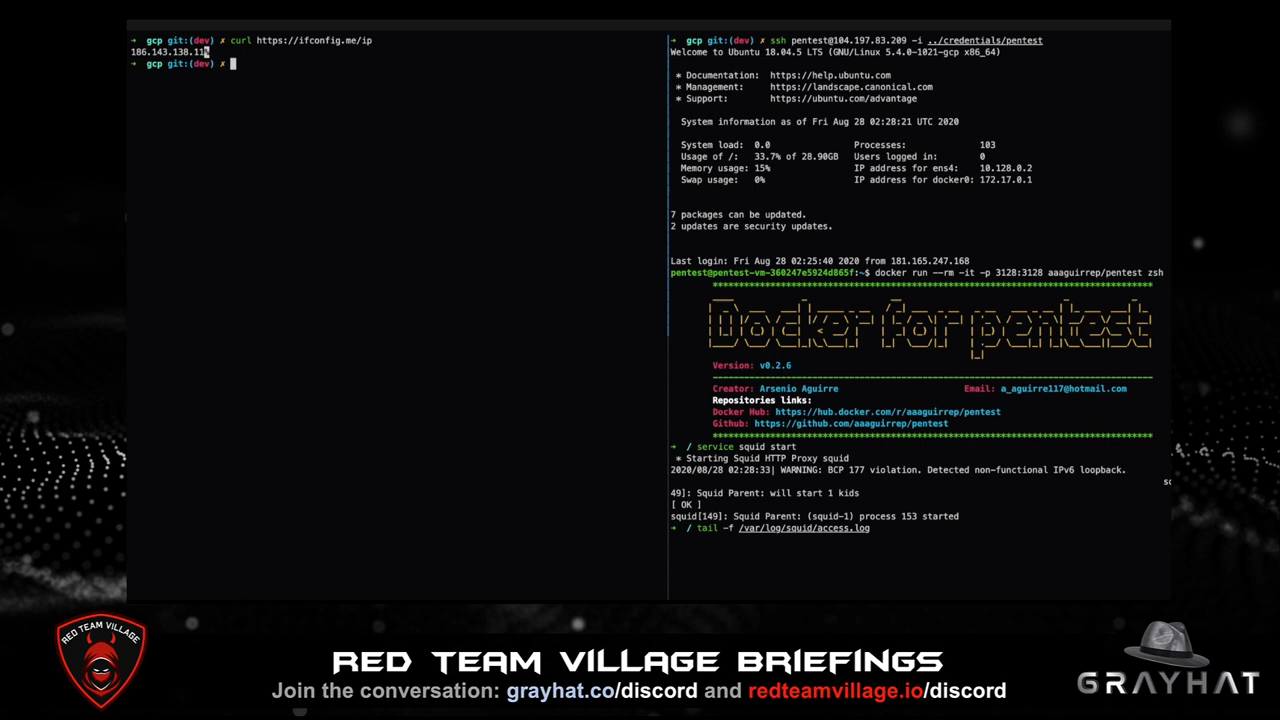 ➜ gcp git:(dev) ✗ curl https://ifconfig.me/ip
186.143.138.11%
➜ gcp git:(dev) ✗
➜ gcp git:(dev) ✗ ssh pentest@104.197.83.209 -i ../credentials/pentest
Welcome to Ubuntu 18.04.5 LTS (GNU/Linux 5.4.0-1021-gcp x86_64)
* Documentation: https://help.ubuntu.com
* Management: https://landscape.canonical.com
* Support: https://ubuntu.com/advantage
System information as of Fri Aug 28 02:28:21 UTC 2020
System load: 0.0 Processes: 103
Usage of /: 33.7% of 28.90GB Users logged in: 0
Memory usage: 15% IP address for ens4: 10.128.0.2
Swap usage: 0% IP address for docker0: 172.17.0.1
7 packages can be updated.
2 updates are security updates.
Last login: Fri Aug 28 02:25:40 2020 from 181.165.247.168
pentest@pentest-vm-360247e5924d865f:~$ docker run --rm -it -p 3128:3128 aaaguirrep/pentest zsh
Docker for pentest
Version: v0.2.6
Creator: Arsenio Aguirre Email: a_aguirre117@hotmail.com
Repositories links:
Docker Hub: https://hub.docker.com/r/aaaguirrep/pentest
Github: https://github.com/aaaguirrep/pentest
➜ / service squid start
* Starting Squid HTTP Proxy squid
2020/08/28 02:28:33| WARNING: BCP 177 violation. Detected non-functional IPv6 loopback.
sq
49]: Squid Parent: will start 1 kids
[ OK ]
squid[149]: Squid Parent: (squid-1) process 153 started
➜ / tail -f /var/log/squid/access.log
RED TEAM VILLAGE
RED TEAM VILLAGE BRIEFINGS
Join the conversation: grayhat.co/discord and redteamvillage.io/discord
GRAYHAT